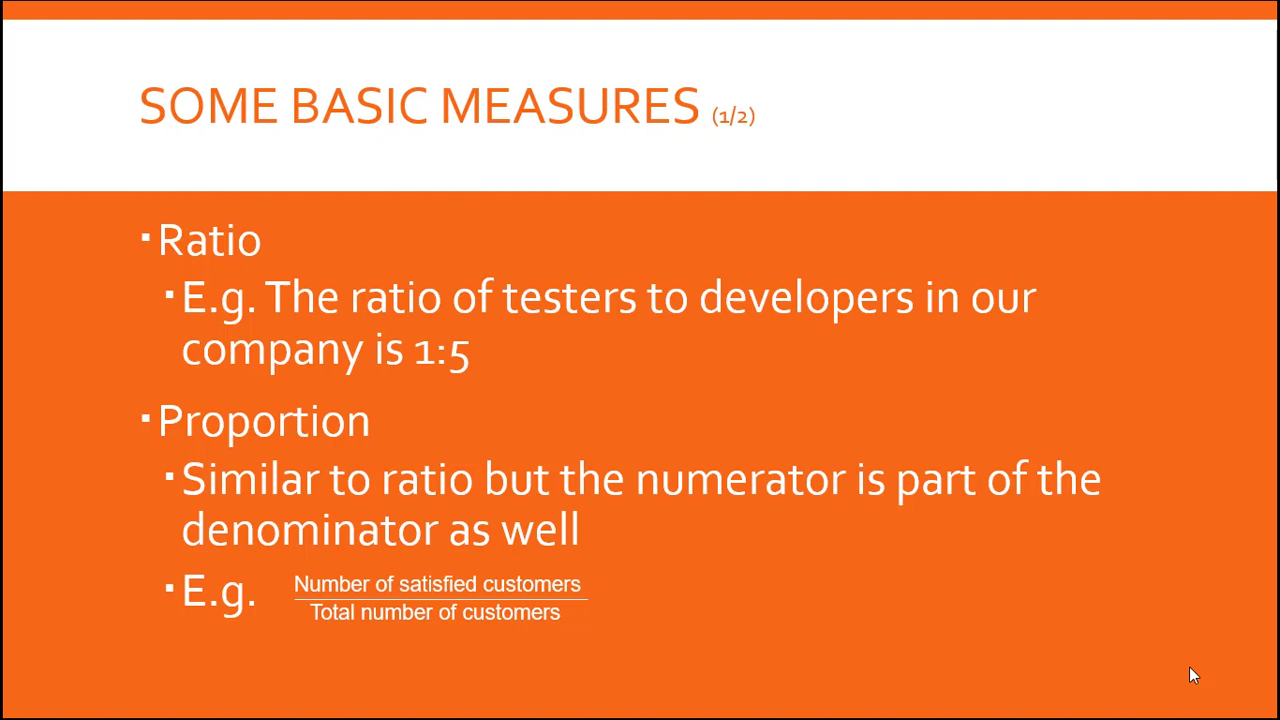 SOME BASIC MEASURES (1/2)
▪Ratio
▪E.g. The ratio of testers to developers in our
company is 1:5
▪Proportion
▪Similar to ratio but the numerator is part of the
denominator as well
▪E.g.
Number of satisfied customers
Total number of customers